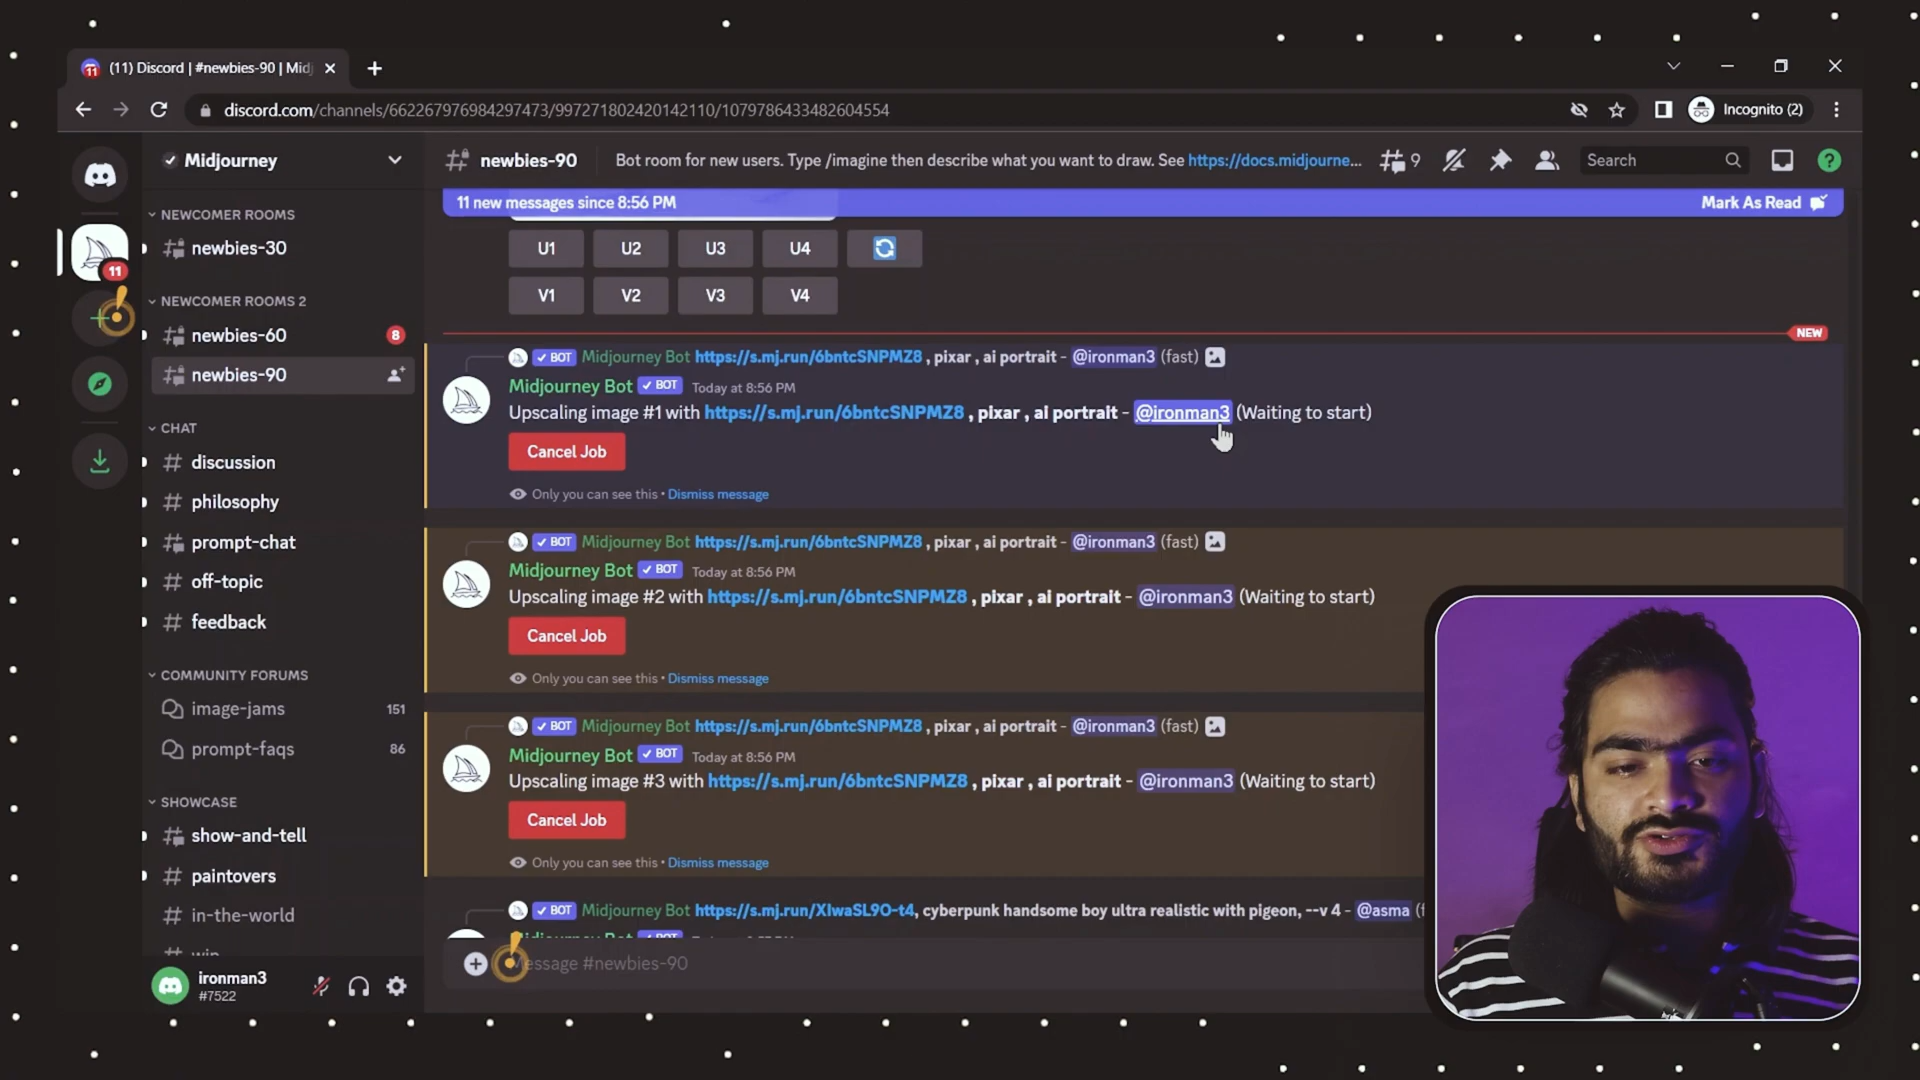 11 (11) Discord | #newbies-90 | Midj
discord.com/channels/662267976984297473/997271802420142110/1079786433482604554
Incognito (2)
11
Midjourney
NEWCOMER ROOMS
newbies-30
NEWCOMER ROOMS 2
newbies-60 8
newbies-90
CHAT
discussion
philosophy
prompt-chat
off-topic
feedback
COMMUNITY FORUMS
image-jams 151
prompt-faqs 86
SHOWCASE
show-and-tell
paintovers
in-the-world
ironman3
#7522
newbies-90 Bot room for new users. Type /imagine then describe what you want to draw. See https://docs.midjourne... 9 Search
11 new messages since 8:56 PM Mark As Read
U1 U2 U3 U4
V1 V2 V3 V4
NEW
BOT Midjourney Bot https://s.mj.run/6bntcSNPMZ8 , pixar , ai portrait - @ironman3 (fast)
Midjourney Bot BOT Today at 8:56 PM
Upscaling image #1 with https://s.mj.run/6bntcSNPMZ8 , pixar , ai portrait - @ironman3 (Waiting to start)
Cancel Job
Only you can see this • Dismiss message
BOT Midjourney Bot https://s.mj.run/6bntcSNPMZ8 , pixar , ai portrait - @ironman3 (fast)
Midjourney Bot BOT Today at 8:56 PM
Upscaling image #2 with https://s.mj.run/6bntcSNPMZ8 , pixar , ai portrait - @ironman3 (Waiting to start)
Cancel Job
Only you can see this • Dismiss message
BOT Midjourney Bot https://s.mj.run/6bntcSNPMZ8 , pixar , ai portrait - @ironman3 (fast)
Midjourney Bot BOT Today at 8:56 PM
Upscaling image #3 with https://s.mj.run/6bntcSNPMZ8 , pixar , ai portrait - @ironman3 (Waiting to start)
Cancel Job
Only you can see this • Dismiss message
BOT Midjourney Bot https://s.mj.run/XIwaSL9O-t4, cyberpunk handsome boy ultra realistic with pigeon, --v 4 - @asma (f
Message #newbies-90